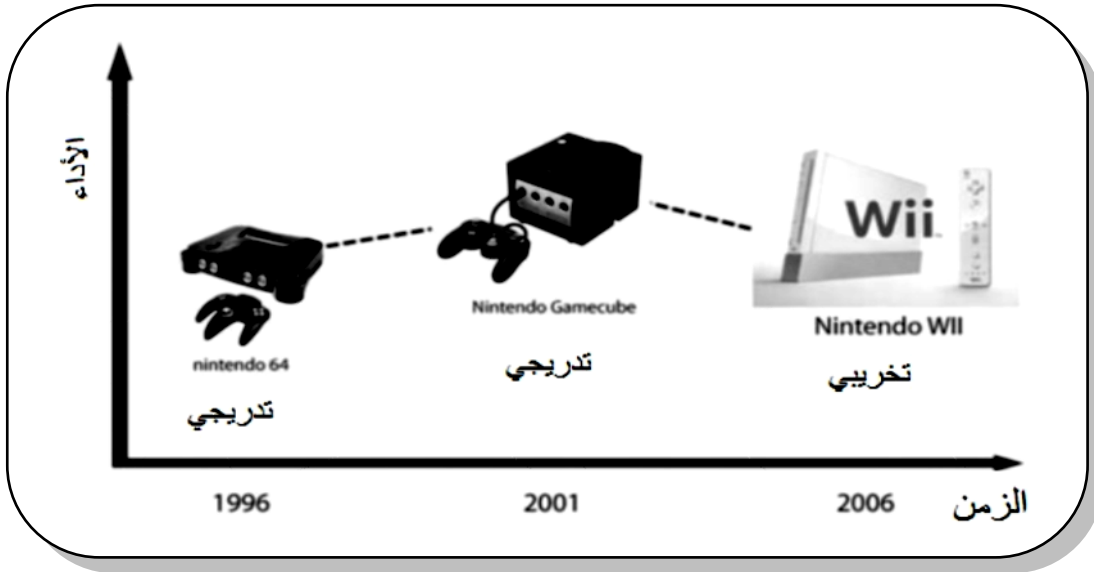 الأداء
Wii
Nintendo Gamecube
Nintendo WII
nintendo 64
تدريجي
تخريبي
تدريجي
1996
2001
2006
الزمن